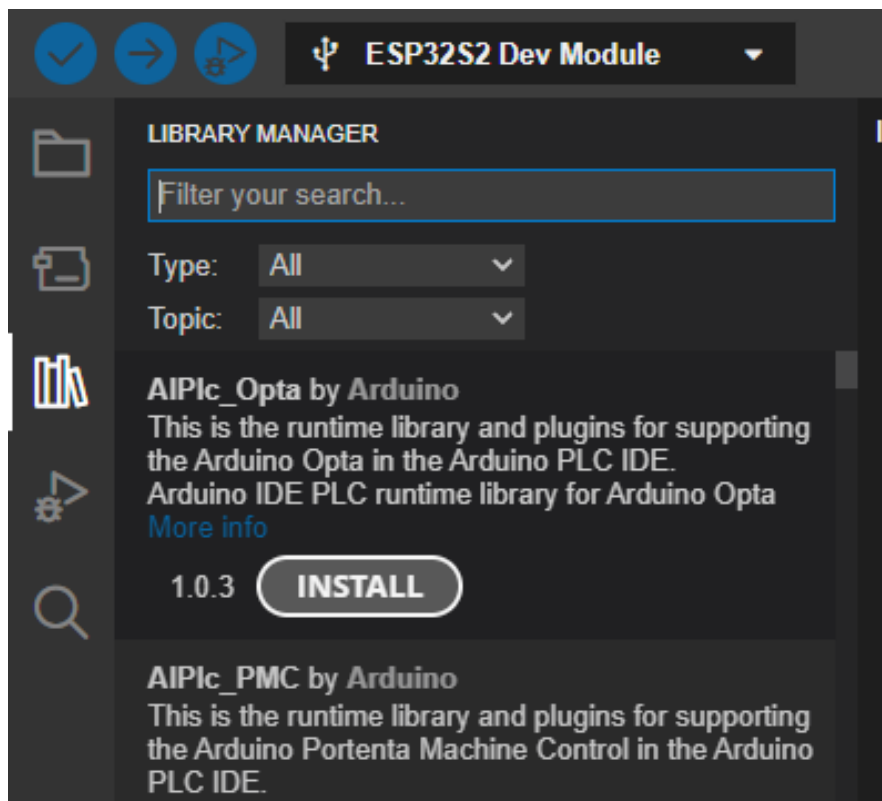 ESP32S2 Dev Module
LIBRARY MANAGER
Filter your search...
Type: All
Topic: All
AIPlc_Opta by Arduino
This is the runtime library and plugins for supporting
the Arduino Opta in the Arduino PLC IDE.
Arduino IDE PLC runtime library for Arduino Opta
More info
1.0.3 INSTALL
AIPlc_PMC by Arduino
This is the runtime library and plugins for supporting
the Arduino Portenta Machine Control in the Arduino
PLC IDE.